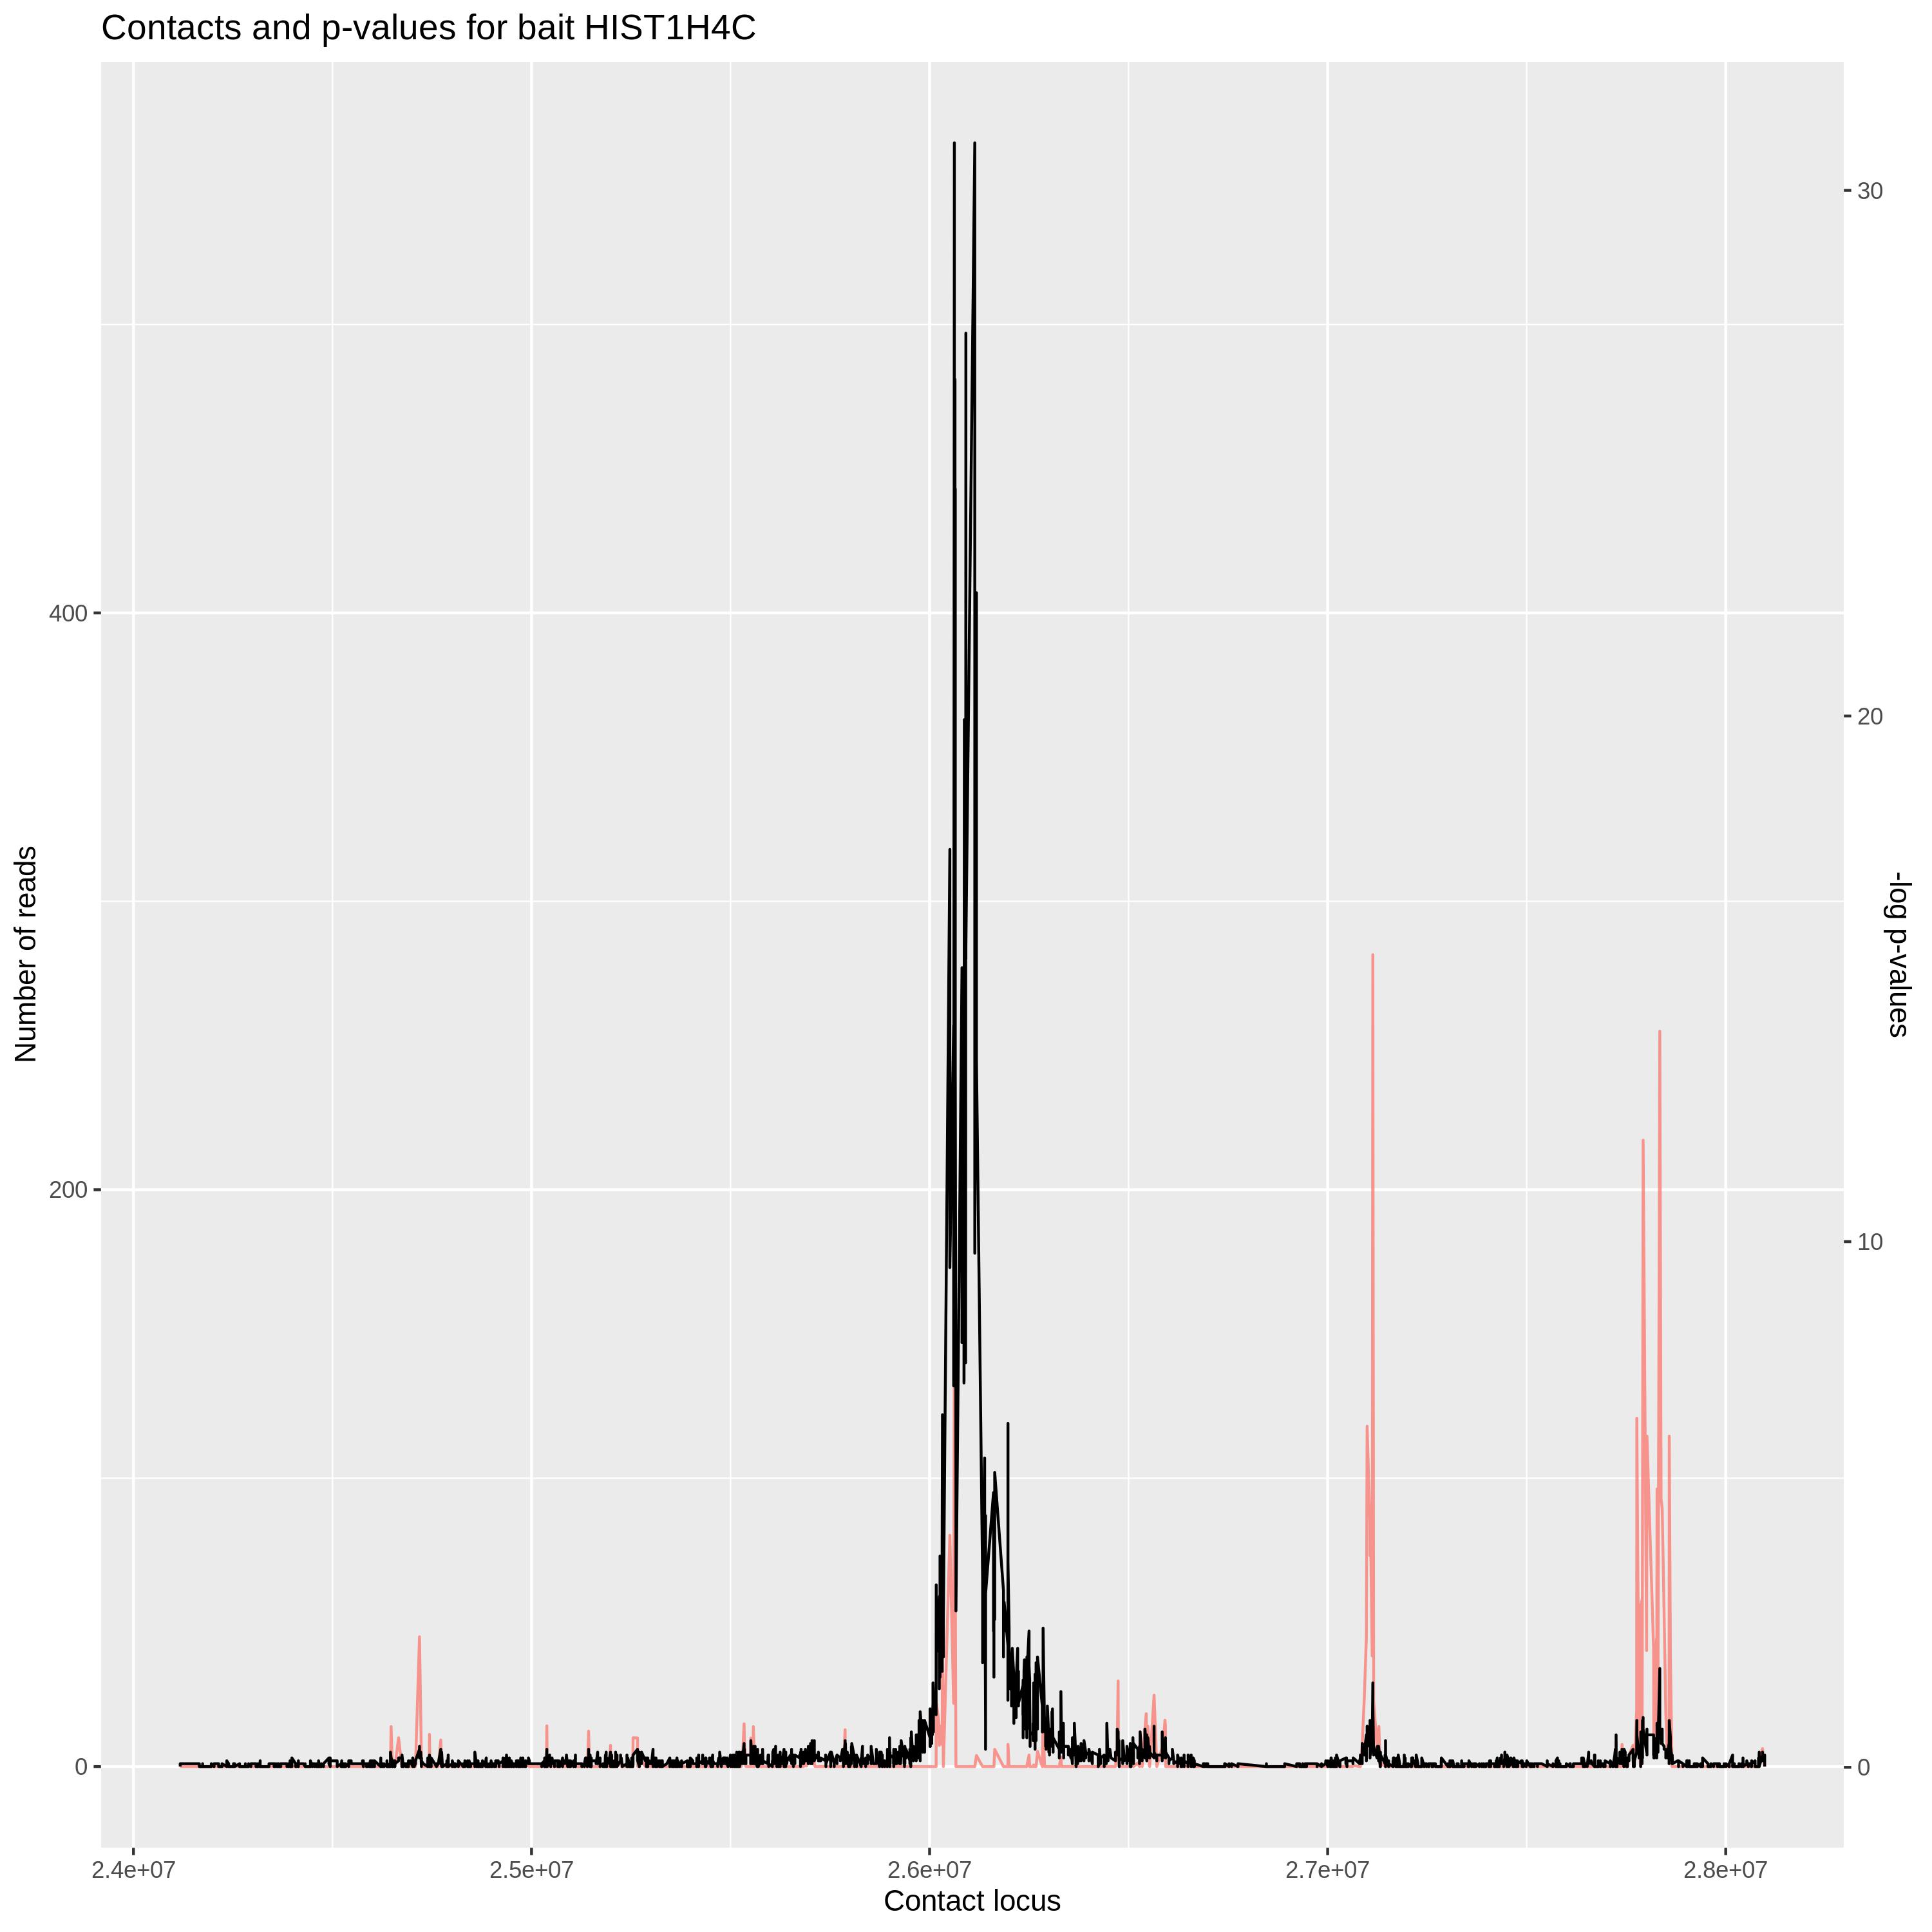 Contacts and p-values for bait HIST1H4C
30
400
20
Number of reads
-log p-values
200
10
0
0
2.4e+07 2.5e+07 2.6e+07 2.7e+07 2.8e+07
Contact locus